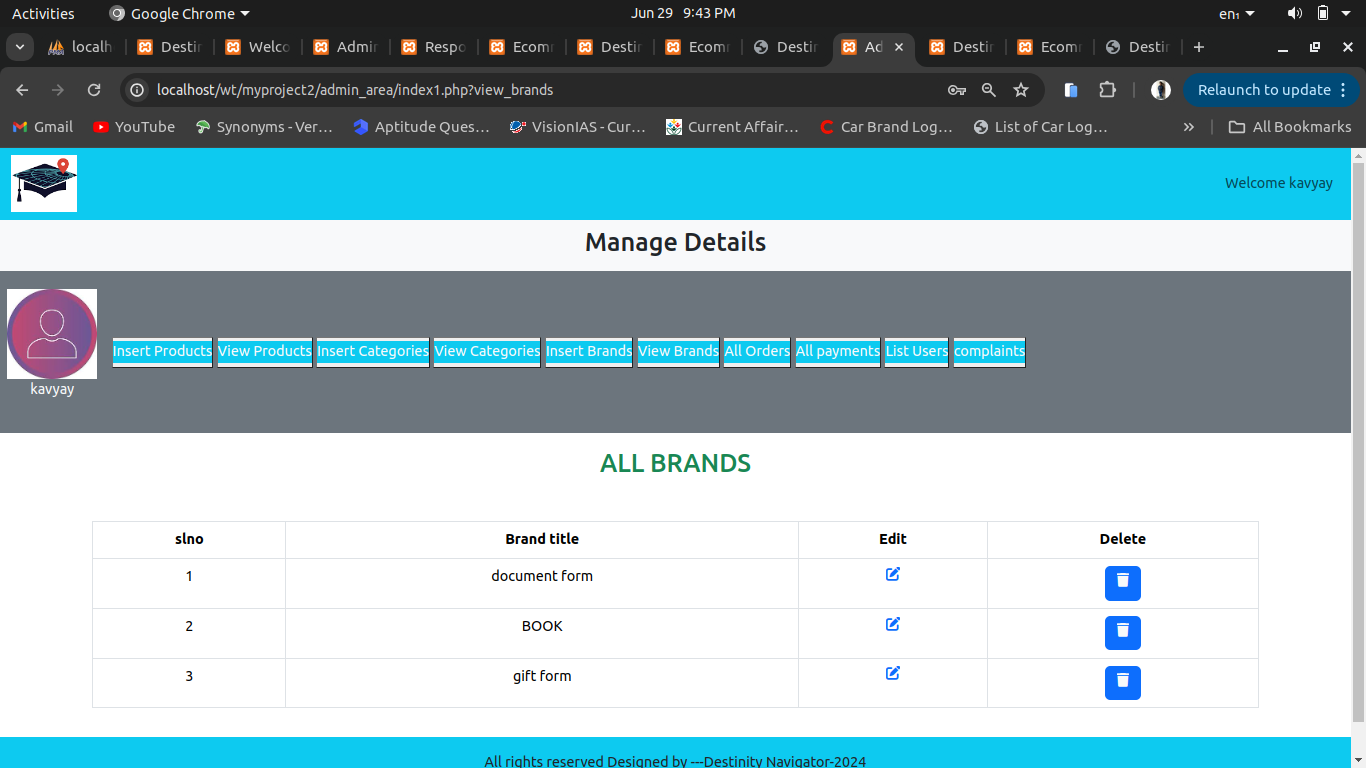 Activities Google Chrome Jun 29 9:43 PM en₁
localh Destir Welco Admir Respo Ecomr Destir Ecomr Destir Ad Destir Ecomr Destir
localhost/wt/myproject2/admin_area/index1.php?view_brands Relaunch to update
Gmail YouTube Synonyms - Ver... Aptitude Ques... VisionIAS - Cur... Current Affair... Car Brand Log... List of Car Log... » All Bookmarks
Welcome kavyay
Manage Details
Insert Products View Products Insert Categories View Categories Insert Brands View Brands All Orders All payments List Users complaints
kavyay
ALL BRANDS
slno Brand title Edit Delete
1 document form
2 BOOK
3 gift form
All rights reserved Designed by ---Destinity Navigator-2024